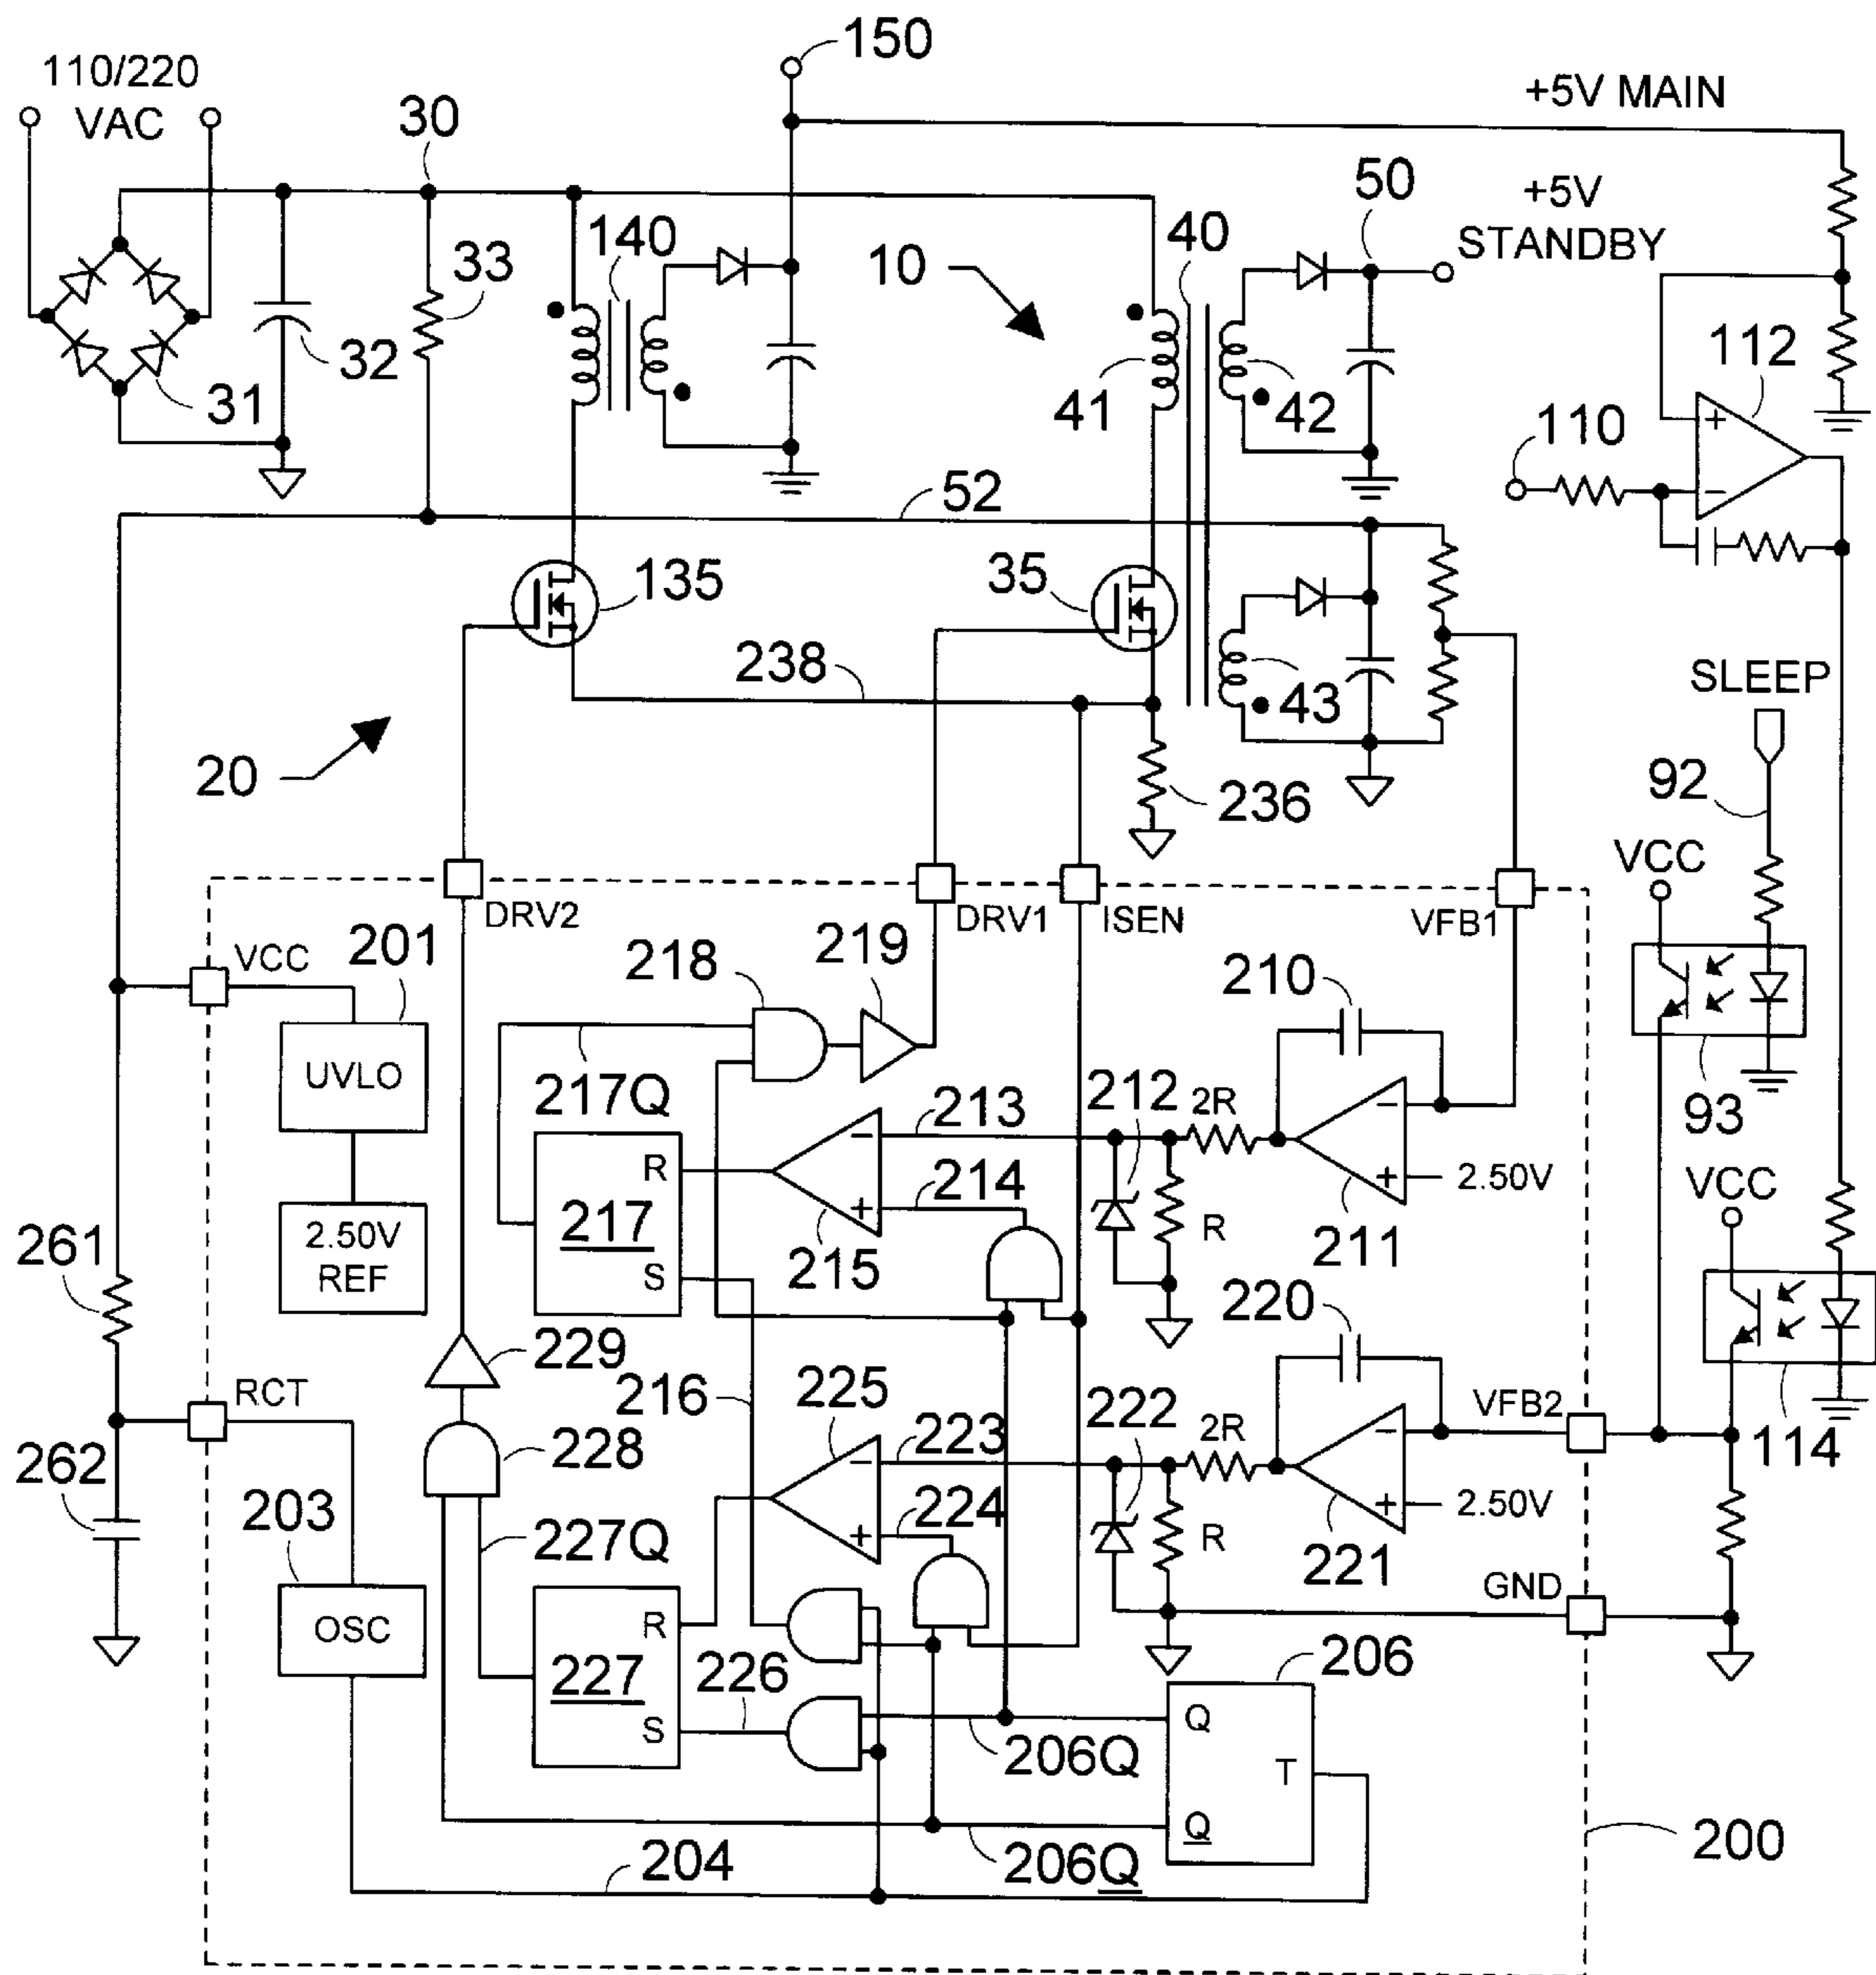 110/220
VAC
30
150
+5V MAIN
33
140
10
40
50
+5V
STANDBY
31
32
41
42
112
110
52
135
35
238
43
SLEEP
20
236
92
VCC
DRV2
DRV1
ISEN
VFB1
VCC
201
218
219
210
93
UVLO
217Q
213
212
2R
2.50V
VCC
2.50V
REF
217
R
S
214
215
R
211
261
229
216
225
220
RCT
228
222
2R
VFB2
114
262
203
227Q
223
224
R
221
2.50V
GND
OSC
227
R
S
226
206
Q
T
Q
206Q
206Q
204
200